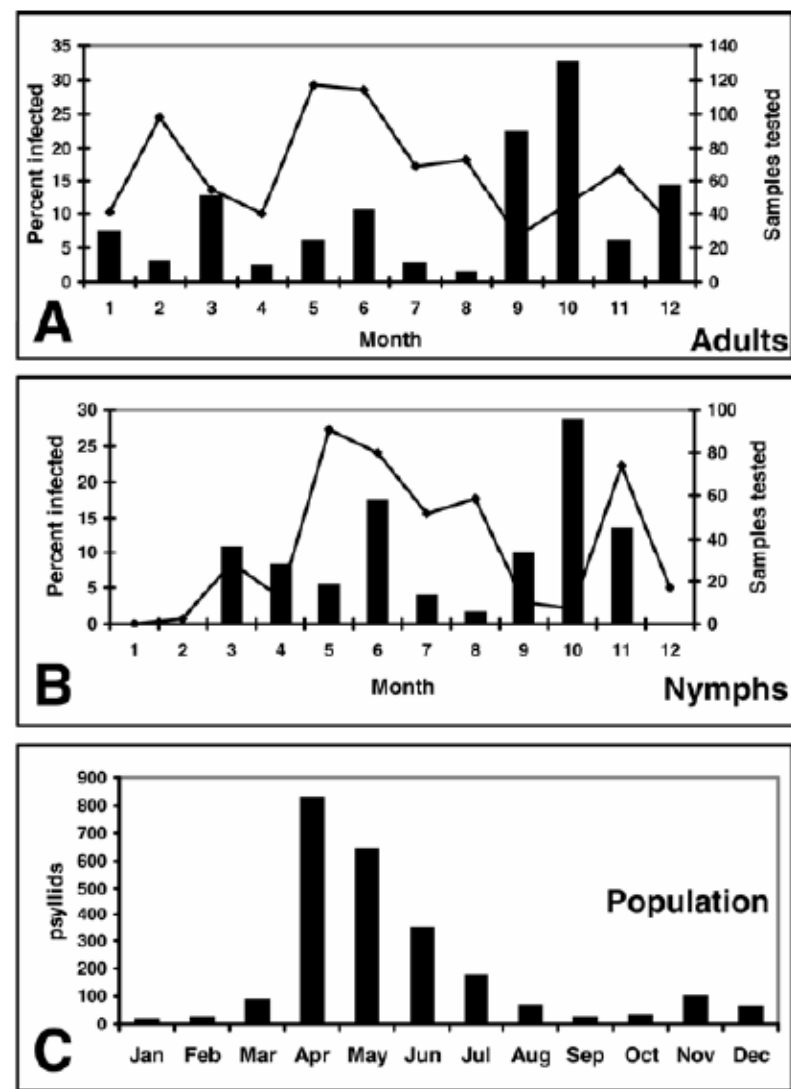 35
30
25
20
15
10
5
0
Percent infected
140
120
100
80
60
40
20
0
Samples tested
1 2 3 4 5 6 7 8 9 10 11 12
Month
A
Adults
30
25
20
15
10
5
0
Percent infected
100
80
60
40
20
0
Samples tested
1 2 3 4 5 6 7 8 9 10 11 12
Month
B
Nymphs
900
800
700
600
500
400
300
200
100
0
psyllids
Population
Jan Feb Mar Apr May Jun Jul Aug Sep Oct Nov Dec
C